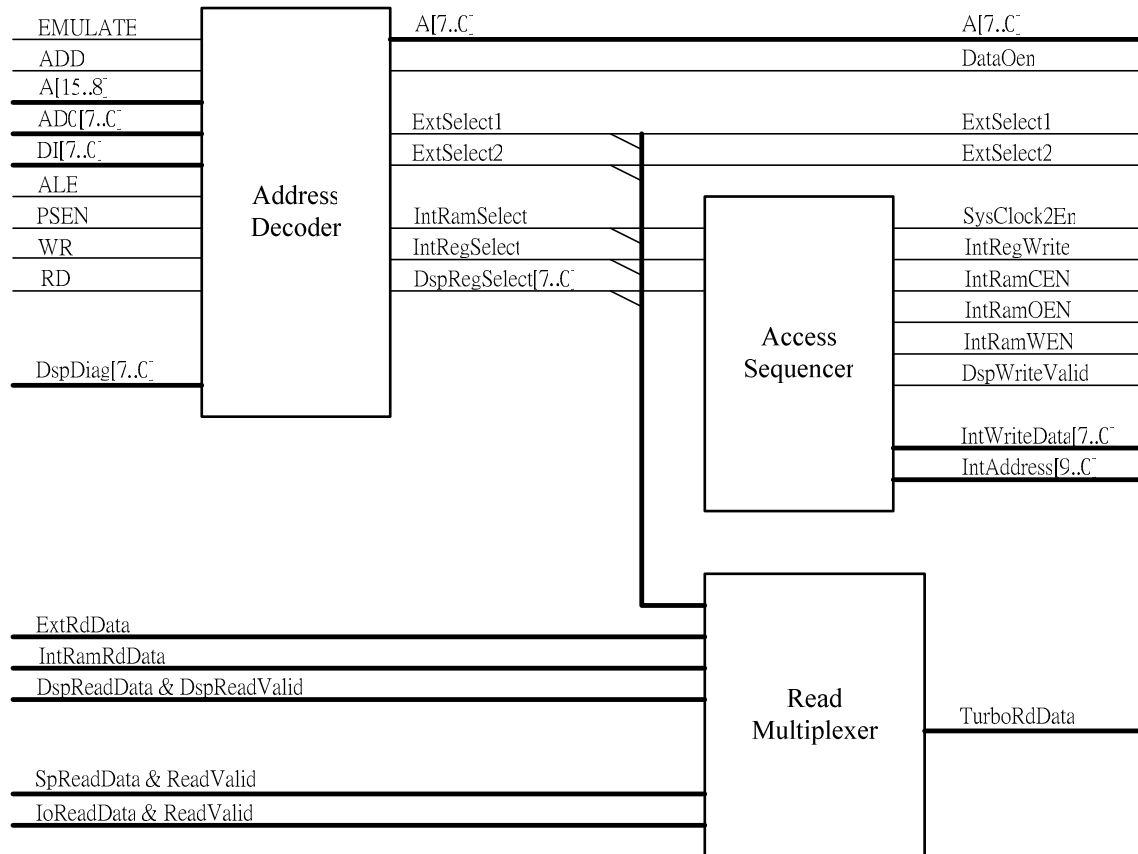 EMULATE
ADD
A[15..8]
AD0[7..0]
DI[7..0]
ALE
PSEN
WR
RD
DspDiag[7..0]
Address
Decoder
A[7..0]
ExtSelect1
ExtSelect2
IntRamSelect
IntRegSelect
DspRegSelect[7..0]
A[7..0]
DataOen
ExtSelect1
ExtSelect2
Access
Sequencer
SysClock2En
IntRegWrite
IntRamCEN
IntRamOEN
IntRamWEN
DspWriteValid
IntWriteData[7..0]
IntAddress[9..0]
ExtRdData
IntRamRdData
DspReadData & DspReadValid
SpReadData & ReadValid
IoReadData & ReadValid
Read
Multiplexer
TurboRdData